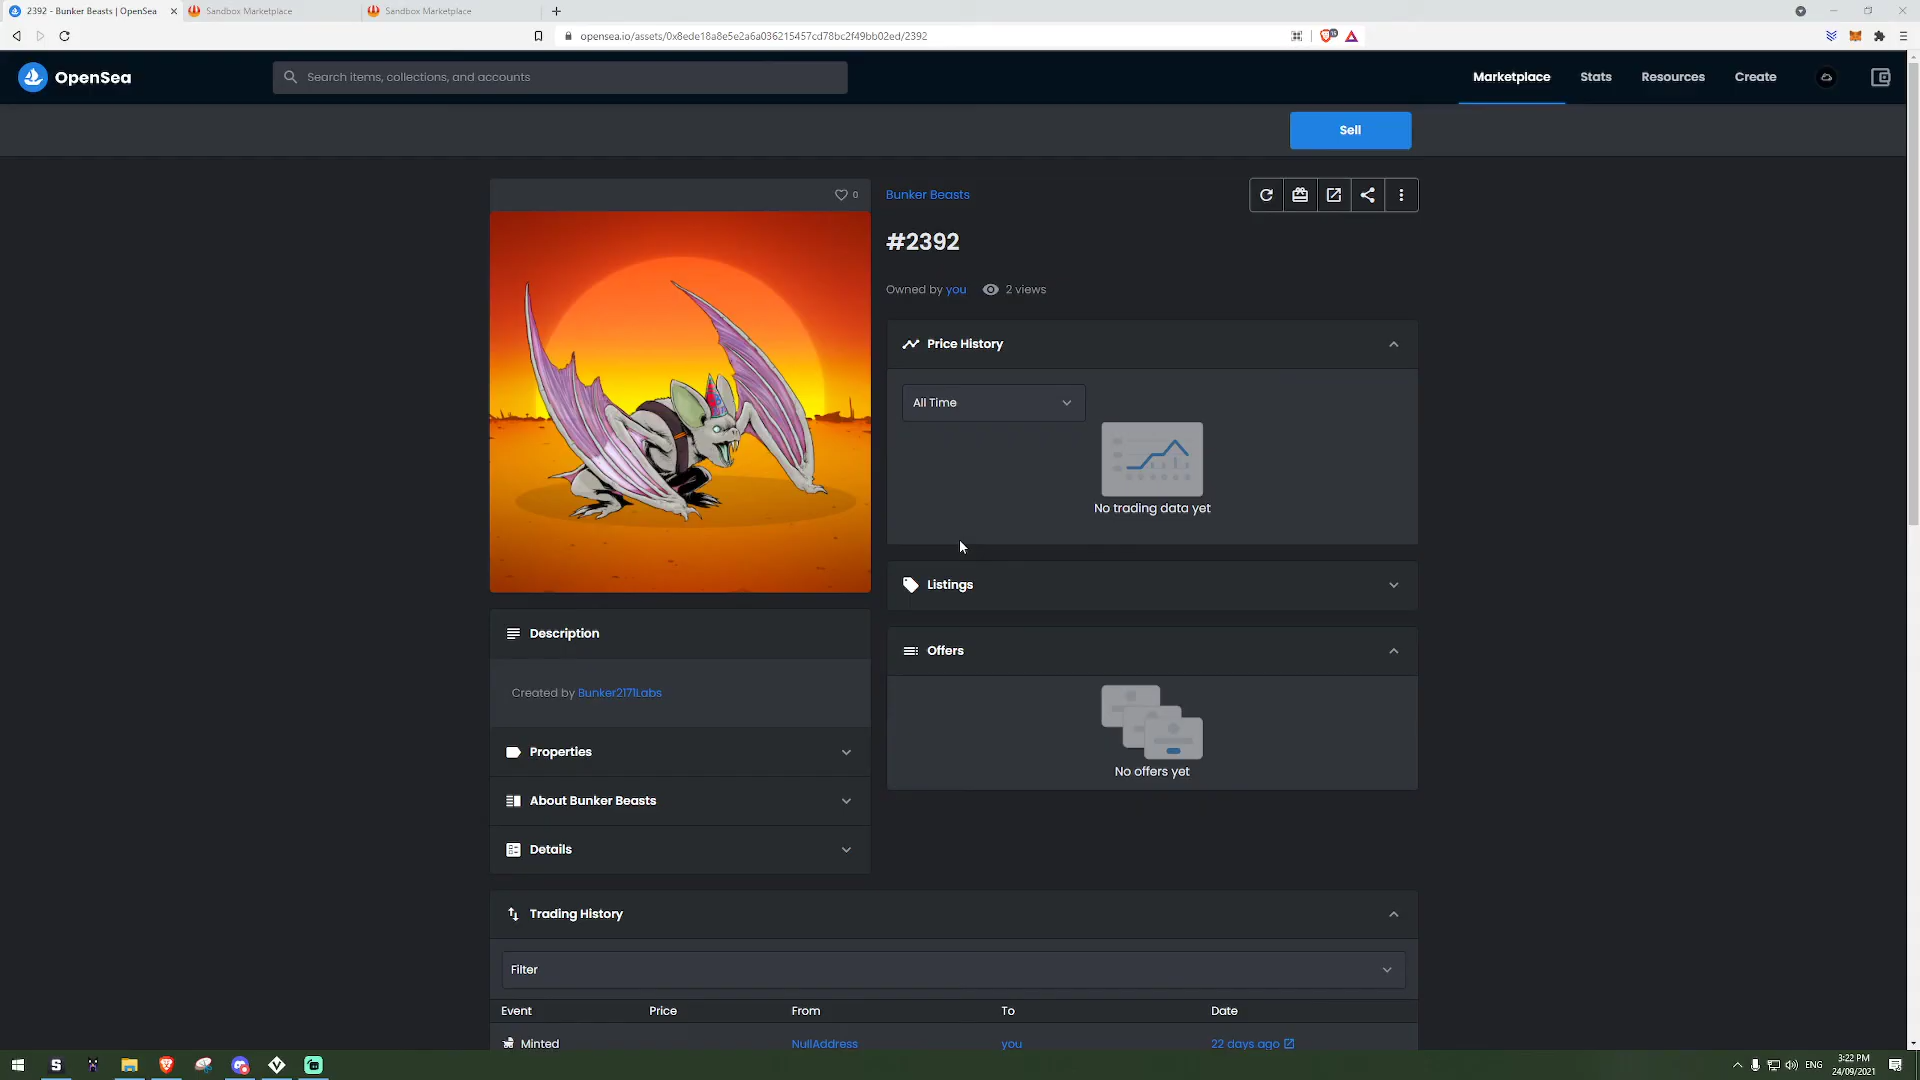 2392 - Bunker Beasts | OpenSea
Sandbox Marketplace
Sandbox Marketplace
opensea.io/assets/0x8ede18a8e5e2a6a036215457cd78bc2f49bb02ed/2392
OpenSea
Search items, collections, and accounts
Marketplace
Stats
Resources
Create
Sell
0
Bunker Beasts
#2392
Owned by you
2 views
Price History
All Time
No trading data yet
Listings
Offers
No offers yet
Description
Created by Bunker2171Labs
Properties
About Bunker Beasts
Details
Trading History
Filter
Event
Price
From
To
Date
Minted
NullAddress
you
22 days ago
ENG
3:22 PM
24/09/2021